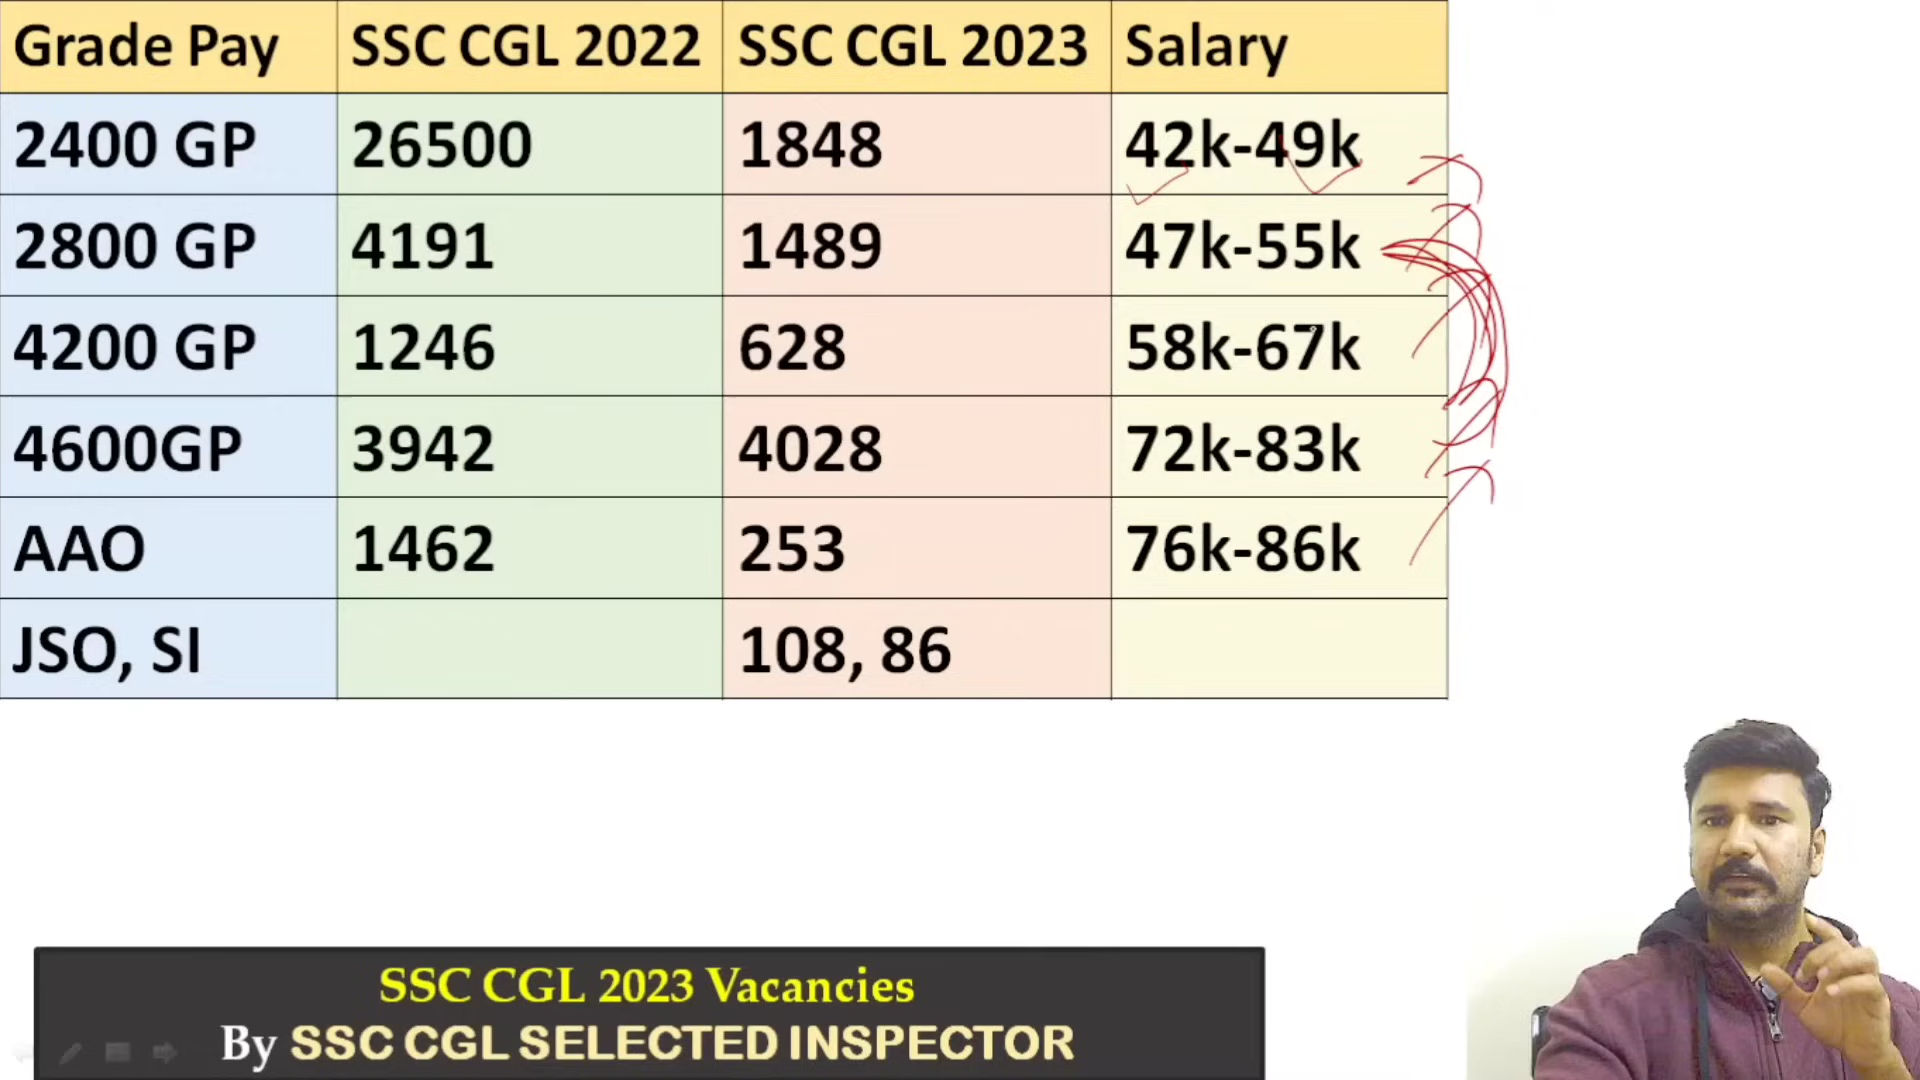 Grade Pay SSC CGL 2022 SSC CGL 2023 Salary
2400 GP 26500 1848 42k-49k
2800 GP 4191 1489 47k-55k
4200 GP 1246 628 58k-67k
4600GP 3942 4028 72k-83k
AAO 1462 253 76k-86k
JSO, SI 108, 86
SSC CGL 2023 Vacancies
By SSC CGL SELECTED INSPECTOR